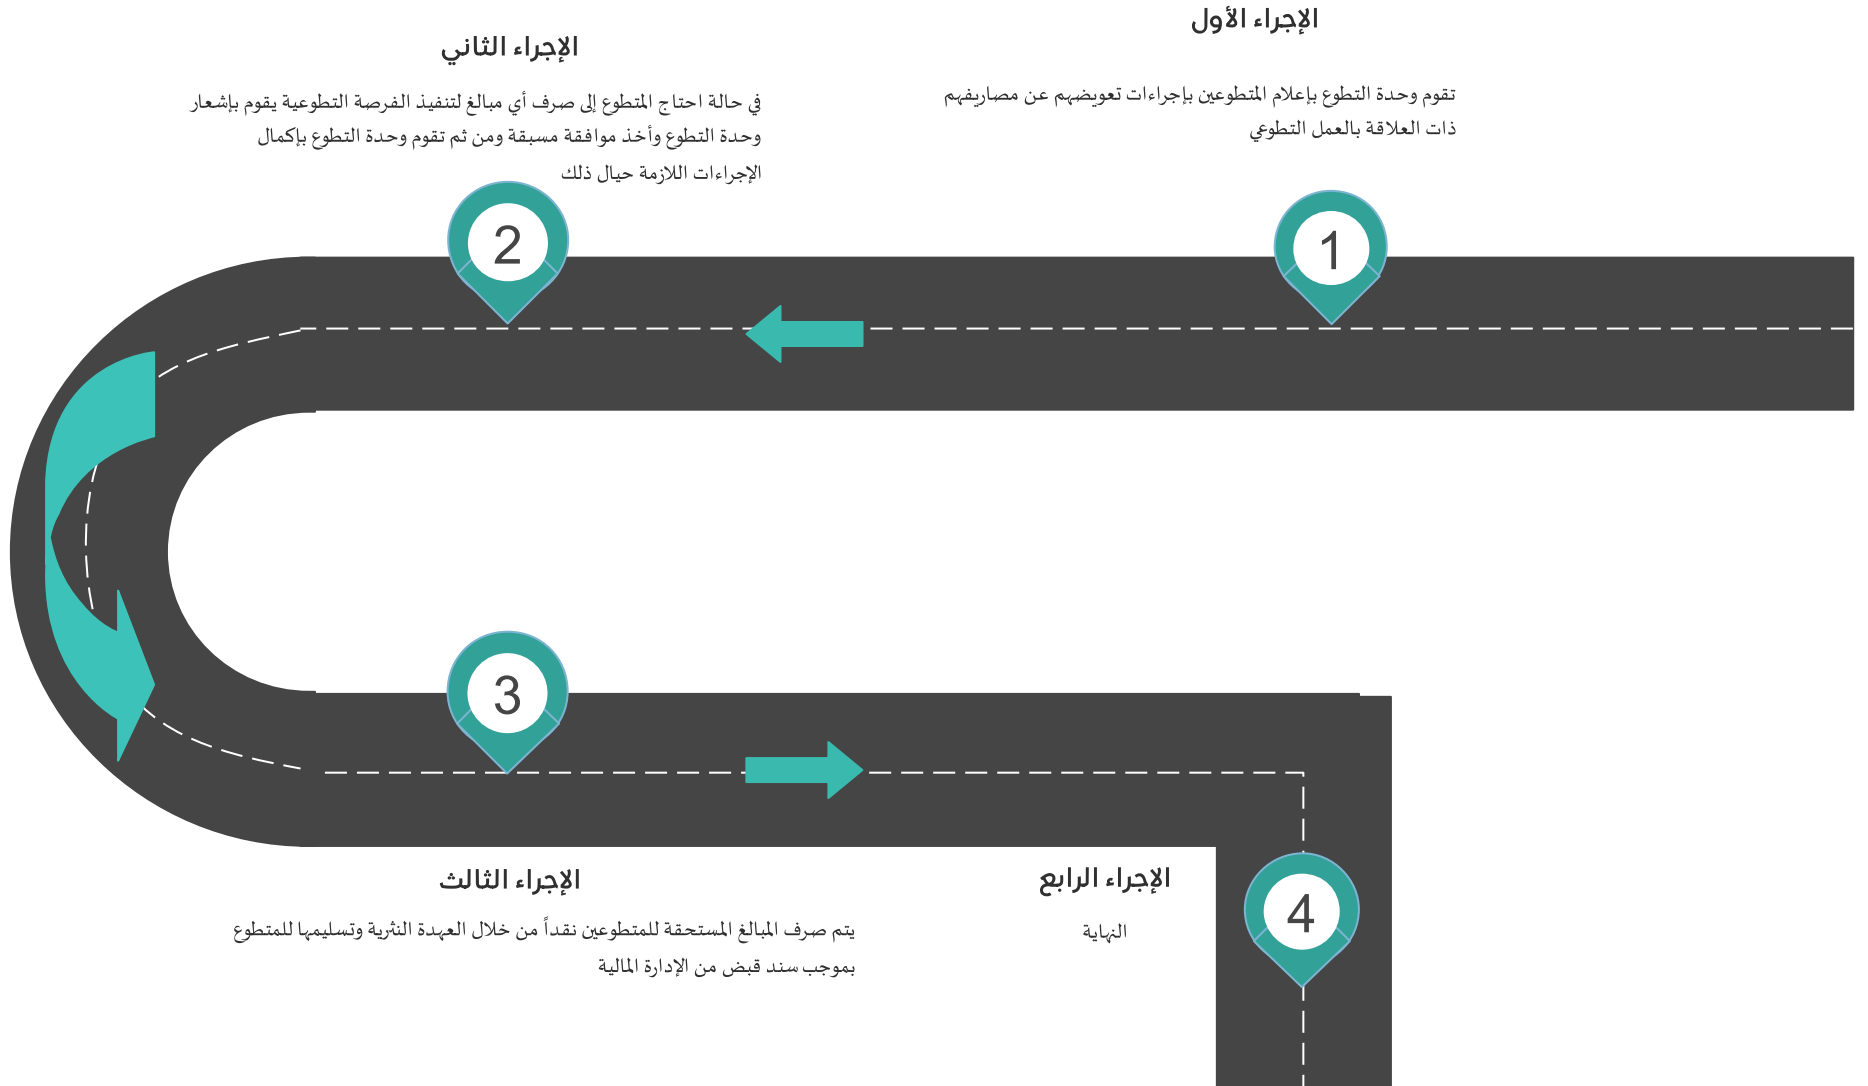 الإجراء الأول
تقوم وحدة التطوع بإعلام المتطوعين بإجراءات تعويضهم عن مصاريفهم
ذات العلاقة بالعمل التطوعي
1
الإجراء الثاني
في حالة احتاج المتطوع إلى صرف أي مبالغ لتنفيذ الفرصة التطوعية يقوم بإشعار
وحدة التطوع وأخذ موافقة مسبقة ومن ثم تقوم وحدة التطوع بإكمال
الإجراءات اللازمة حيال ذلك
2
3
الإجراء الثالث
يتم صرف المبالغ المستحقة للمتطوعين نقداً من خلال العهدة النثرية وتسليمها للمتطوع
بموجب سند قبض من الإدارة المالية
4
الإجراء الرابع
النهاية